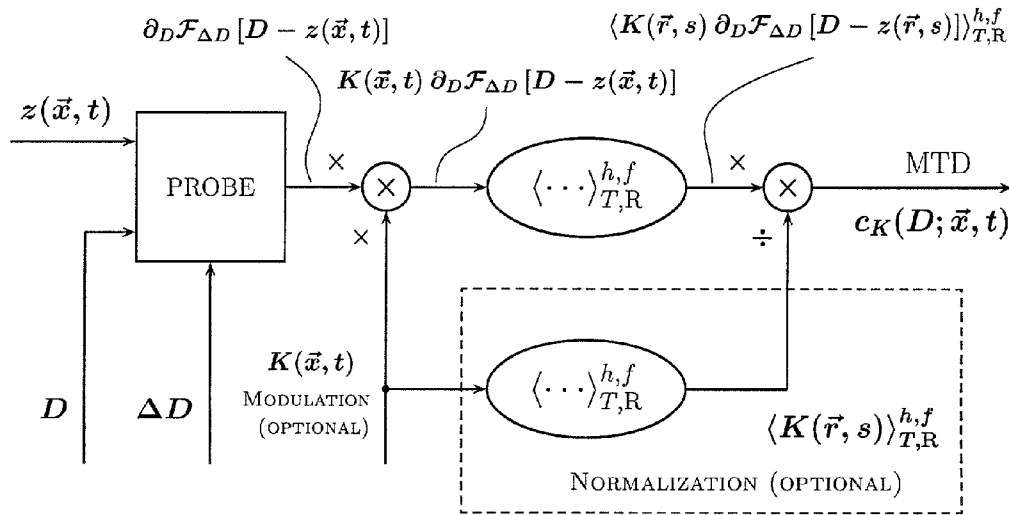 ∂_D ℱ_ΔD [D − z(x⃗, t)]
⟨K(r⃗, s) ∂_D ℱ_ΔD [D − z(r⃗, s)]⟩^{h,f}_{T,R}
K(x⃗, t) ∂_D ℱ_ΔD [D − z(x⃗, t)]
z(x⃗, t)
PROBE
×
×
⟨···⟩^{h,f}_{T,R}
×
×
MTD
×
÷
c_K(D; x⃗, t)
K(x⃗, t)
MODULATION
(OPTIONAL)
⟨···⟩^{h,f}_{T,R}
D
ΔD
⟨K(r⃗, s)⟩^{h,f}_{T,R}
NORMALIZATION (OPTIONAL)